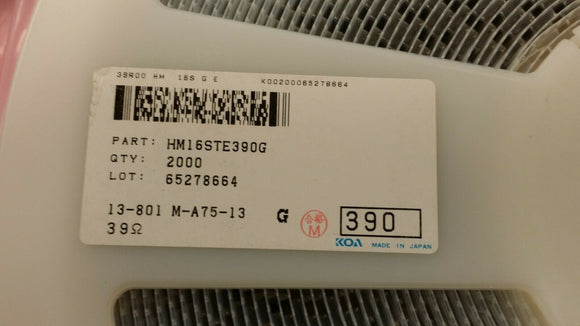 39R00 HM 16S G E K00200065278664
PART: HM16STE390G
QTY: 2000
LOT: 65278664
13-801 M-A75-13 G 390
合格
M
39Ω
KOA MADE IN JAPAN